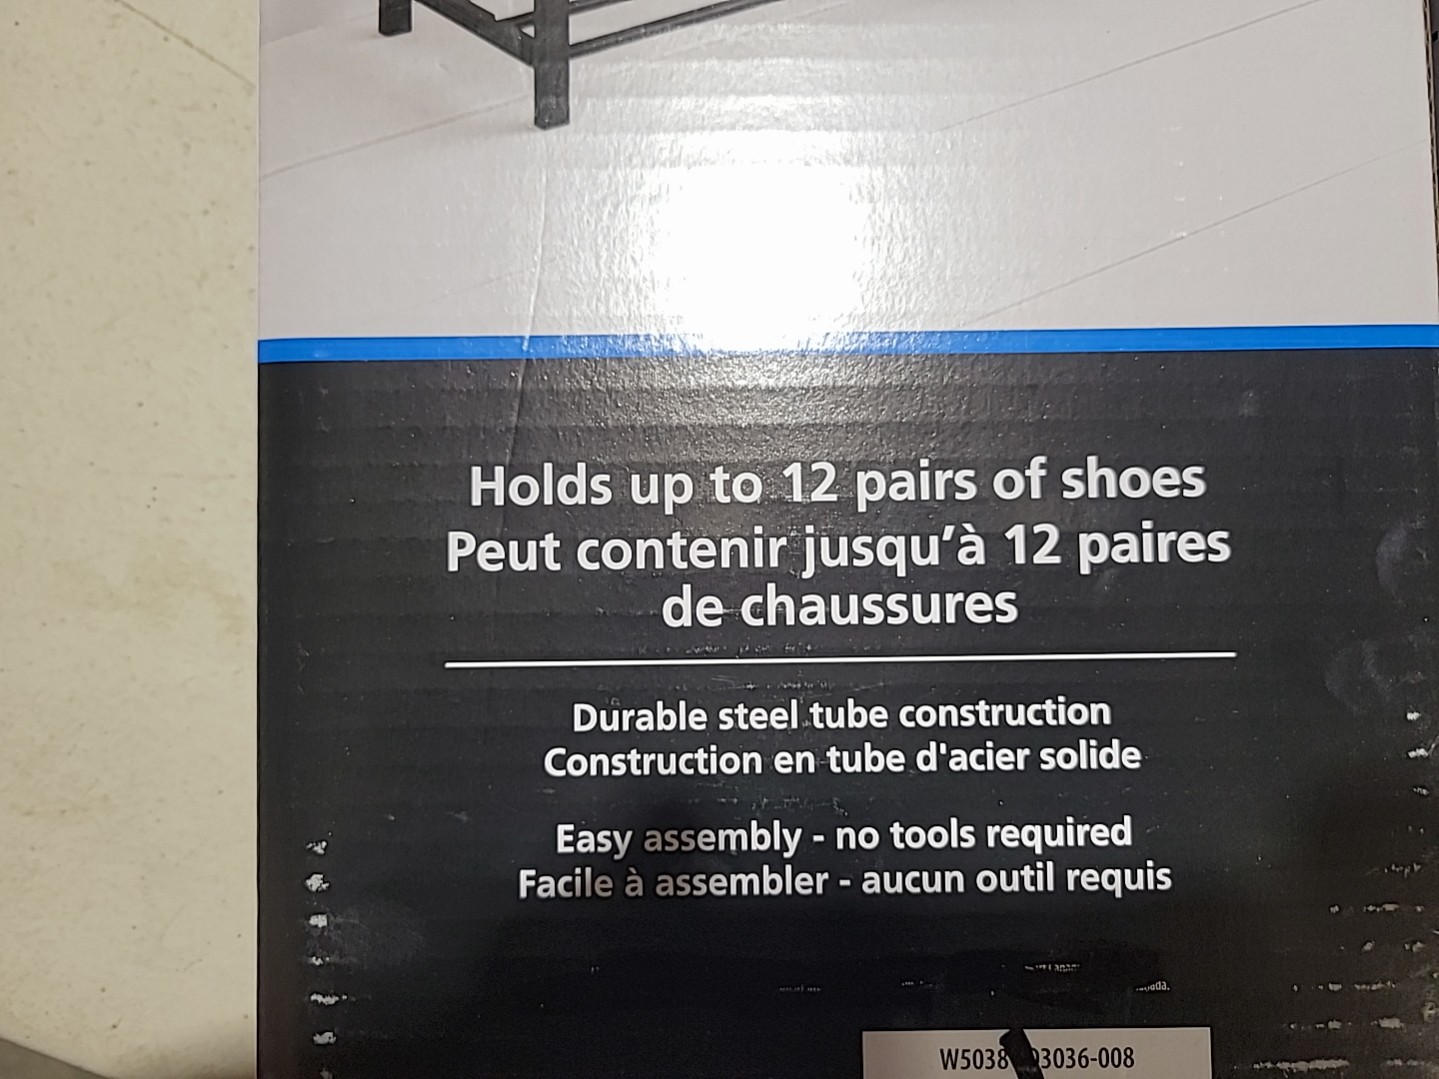 Holds up to 12 pairs of shoes
Peut contenir jusqu'à 12 paires
de chaussures
Durable steel tube construction
Construction en tube d'acier solide
Easy assembly - no tools required
Facile à assembler - aucun outil requis